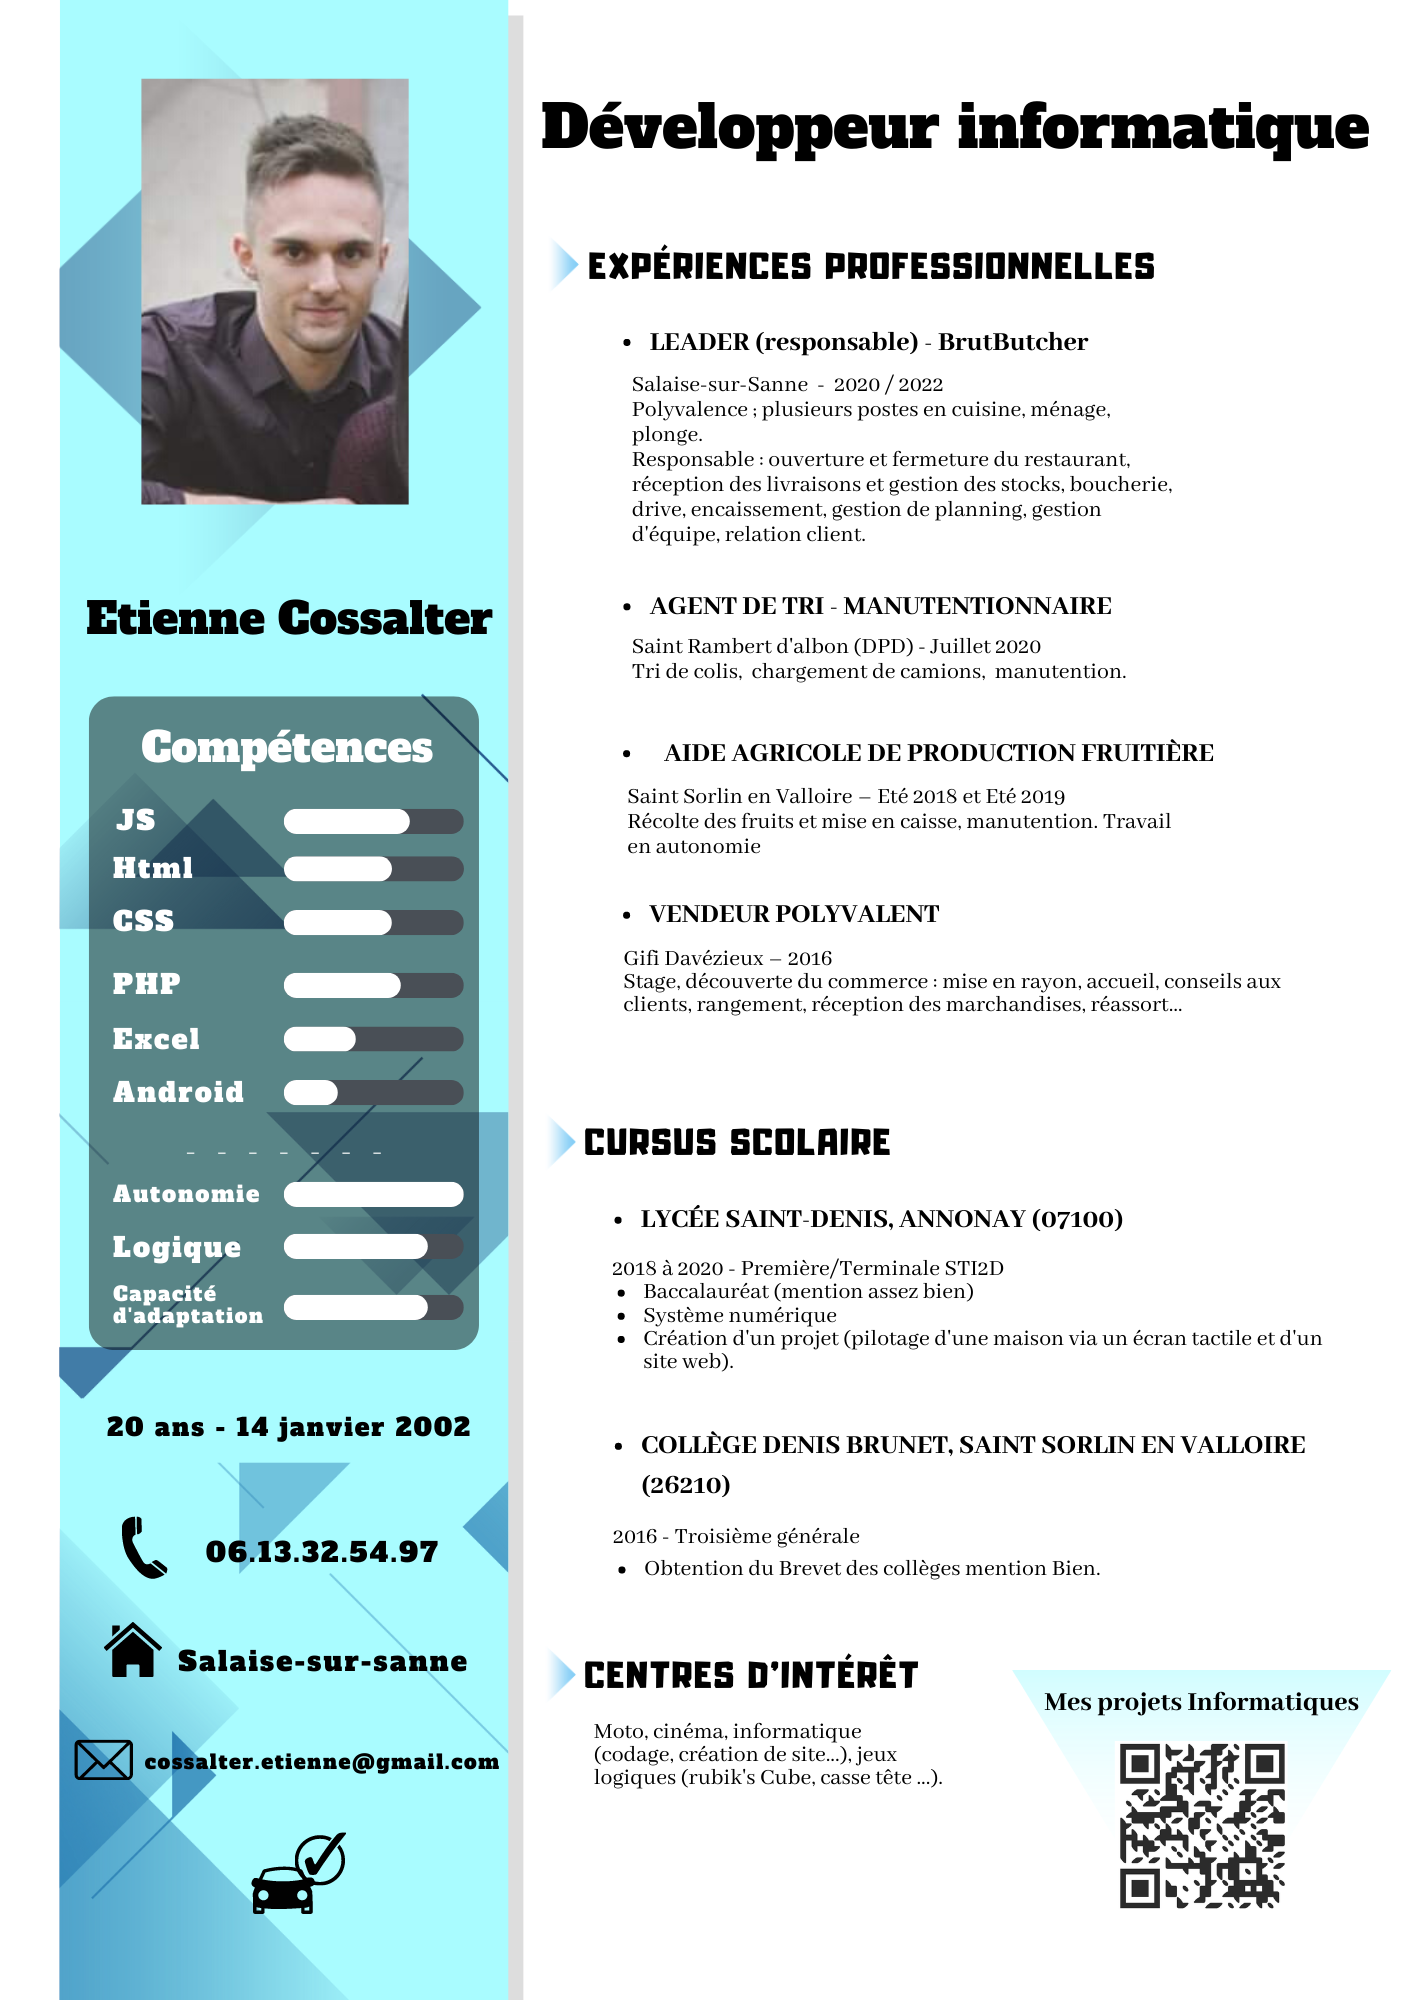 Développeur informatique
Etienne Cossalter
Compétences
JS
Html
CSS
PHP
Excel
Android
- - - - - - -
Autonomie
Logique
Capacité
d'adaptation
20 ans - 14 janvier 2002
06.13.32.54.97
Salaise-sur-sanne
cossalter.etienne@gmail.com
EXPÉRIENCES PROFESSIONNELLES
• LEADER (responsable) - BrutButcher
Salaise-sur-Sanne - 2020 / 2022
Polyvalence ; plusieurs postes en cuisine, ménage,
plonge.
Responsable : ouverture et fermeture du restaurant,
réception des livraisons et gestion des stocks, boucherie,
drive, encaissement, gestion de planning, gestion
d'équipe, relation client.
• AGENT DE TRI - MANUTENTIONNAIRE
Saint Rambert d'albon (DPD) - Juillet 2020
Tri de colis, chargement de camions, manutention.
• AIDE AGRICOLE DE PRODUCTION FRUITIÈRE
Saint Sorlin en Valloire – Eté 2018 et Eté 2019
Récolte des fruits et mise en caisse, manutention. Travail
en autonomie
• VENDEUR POLYVALENT
Gifi Davézieux – 2016
Stage, découverte du commerce : mise en rayon, accueil, conseils aux
clients, rangement, réception des marchandises, réassort...
CURSUS SCOLAIRE
• LYCÉE SAINT-DENIS, ANNONAY (07100)
2018 à 2020 - Première/Terminale STI2D
• Baccalauréat (mention assez bien)
• Système numérique
• Création d'un projet (pilotage d'une maison via un écran tactile et d'un
site web).
• COLLÈGE DENIS BRUNET, SAINT SORLIN EN VALLOIRE
(26210)
2016 - Troisième générale
• Obtention du Brevet des collèges mention Bien.
CENTRES D'INTÉRÊT
Moto, cinéma, informatique
(codage, création de site...), jeux
logiques (rubik's Cube, casse tête ...).
Mes projets Informatiques